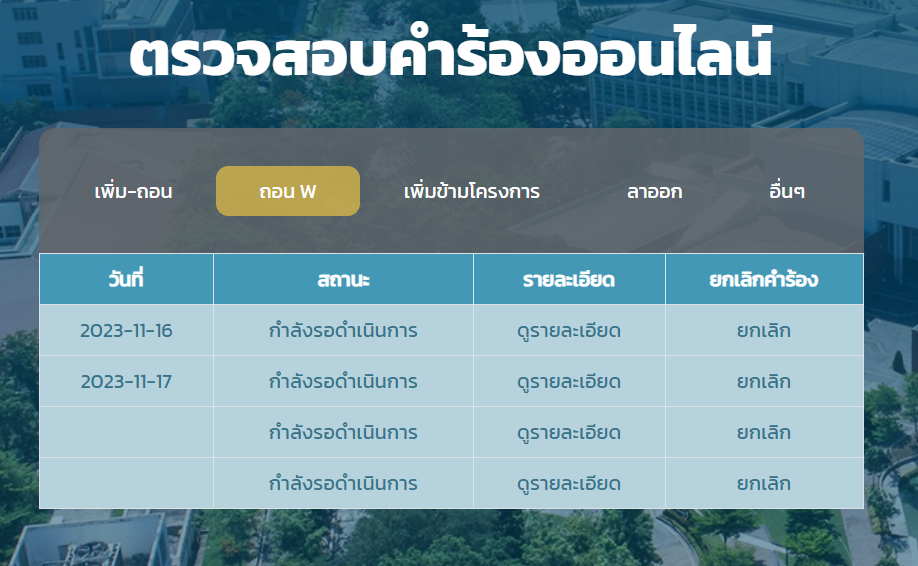 ตรวจสอบคำร้องออนไลน์
เพิ่ม-ถอน ถอน W เพิ่มข้ามโครงการ ลาออก อื่นๆ
วันที่ สถานะ รายละเอียด ยกเลิกคำร้อง
2023-11-16 กำลังรอดำเนินการ ดูรายละเอียด ยกเลิก
2023-11-17 กำลังรอดำเนินการ ดูรายละเอียด ยกเลิก
กำลังรอดำเนินการ ดูรายละเอียด ยกเลิก
กำลังรอดำเนินการ ดูรายละเอียด ยกเลิก